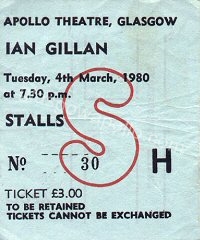 APOLLO THEATRE, GLASGOW
IAN GILLAN
Tuesday, 4th March, 1980
at 7.30 p.m.
STALLS
S
Nº 30 H
TICKET £3.00
TO BE RETAINED
TICKETS CANNOT BE EXCHANGED